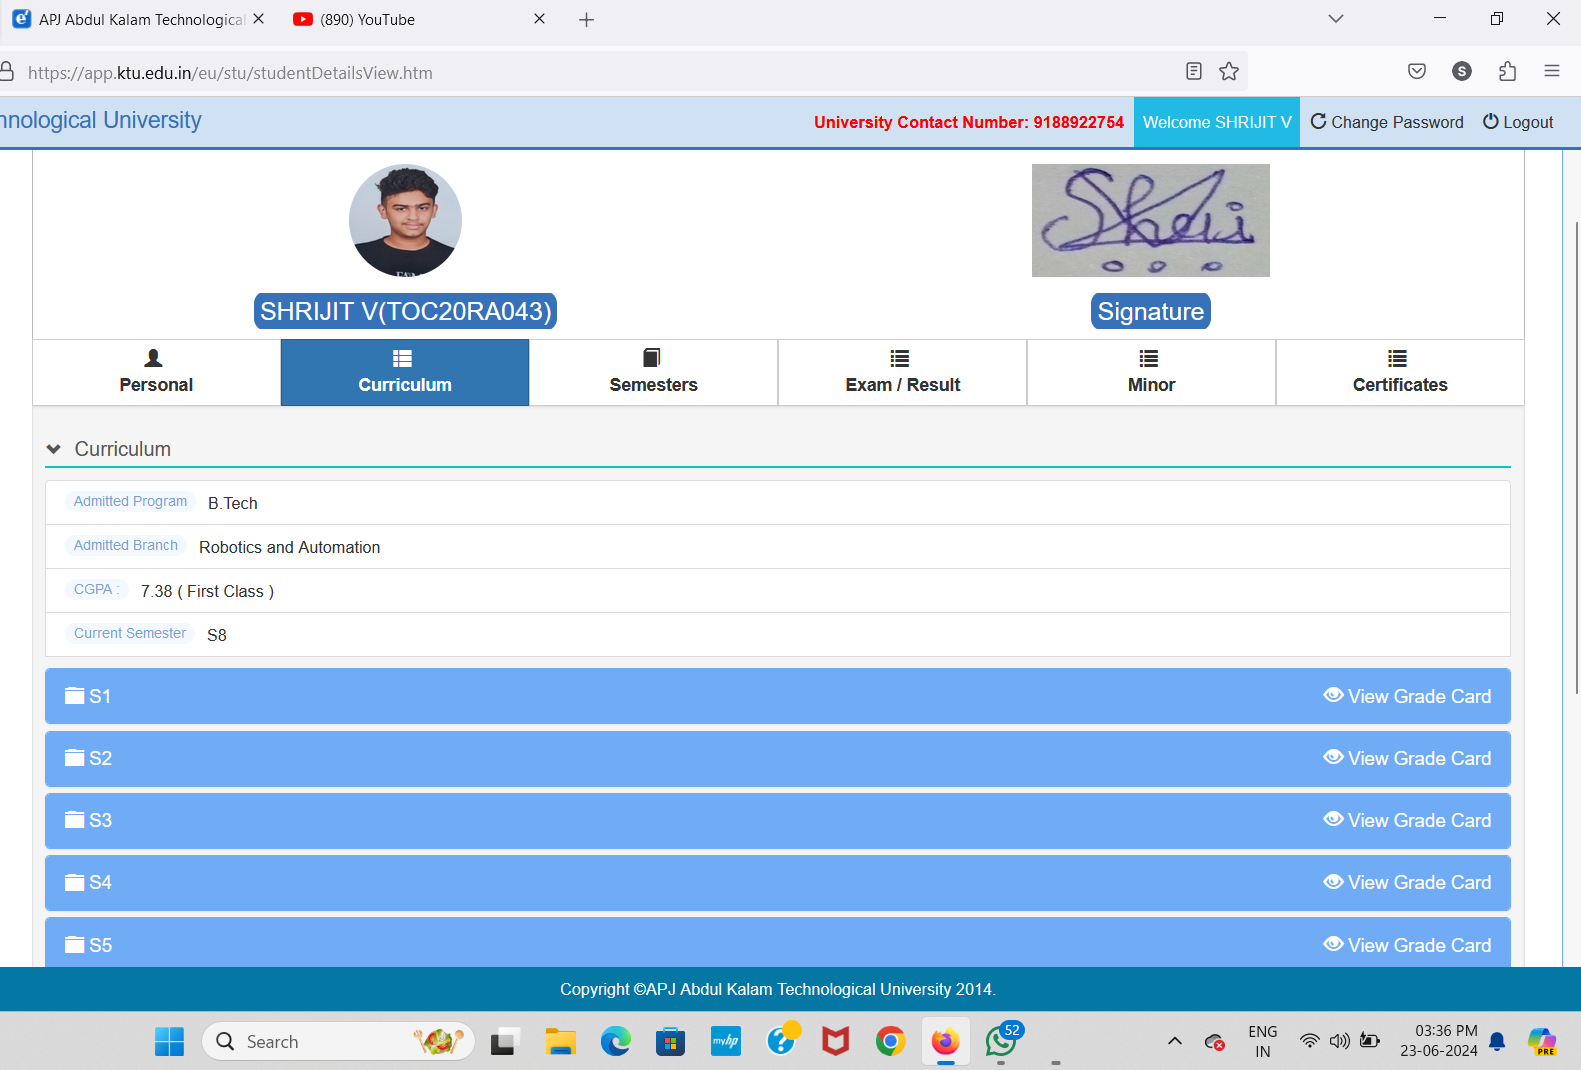 APJ Abdul Kalam Technological
(890) YouTube
https://app.ktu.edu.in/eu/stu/studentDetailsView.htm
S
hnological University
University Contact Number: 9188922754
Welcome SHRIJIT V
Change Password
Logout
Shri
SHRIJIT V(TOC20RA043)
Signature
Personal
Curriculum
Semesters
Exam / Result
Minor
Certificates
Curriculum
Admitted Program B.Tech
Admitted Branch Robotics and Automation
CGPA : 7.38 ( First Class )
Current Semester S8
S1 View Grade Card
S2 View Grade Card
S3 View Grade Card
S4 View Grade Card
S5 View Grade Card
Copyright ©APJ Abdul Kalam Technological University 2014.
Search
myhp
52
ENG
IN
03:36 PM
23-06-2024
PRE